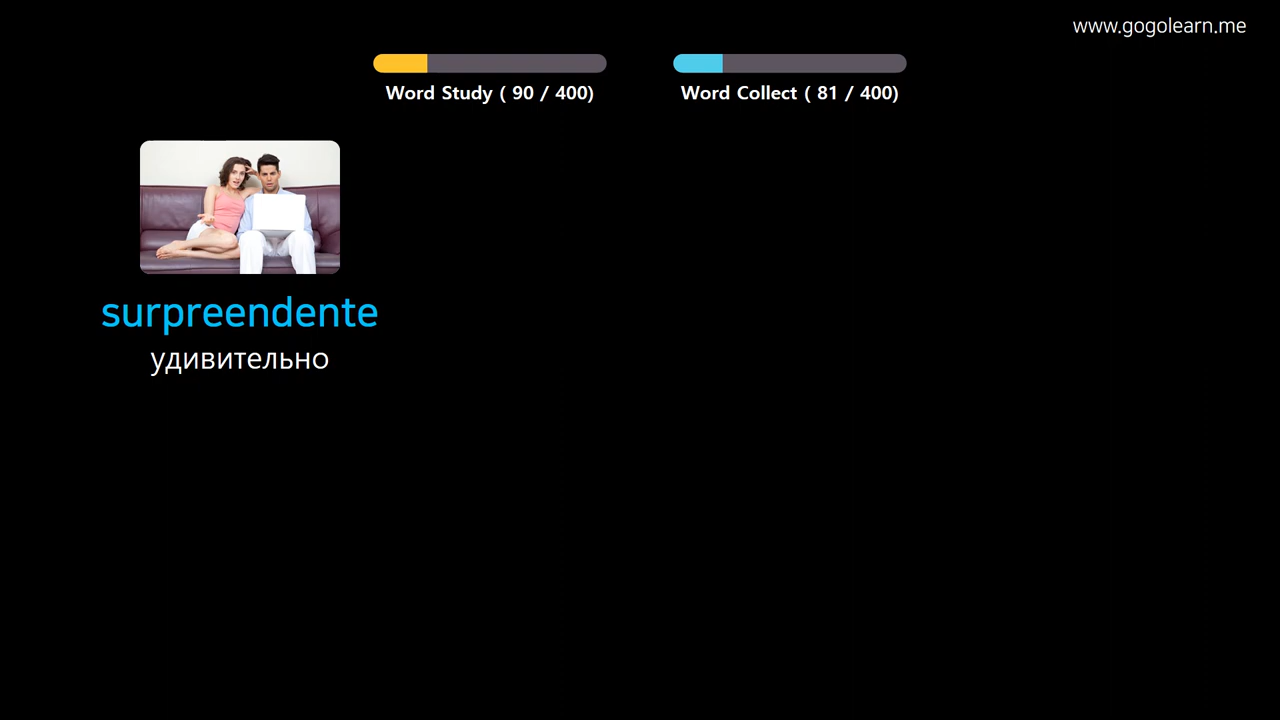 www.gogolearn.me
Word Study ( 90 / 400)
Word Collect ( 81 / 400)
surpreendente
удивительно